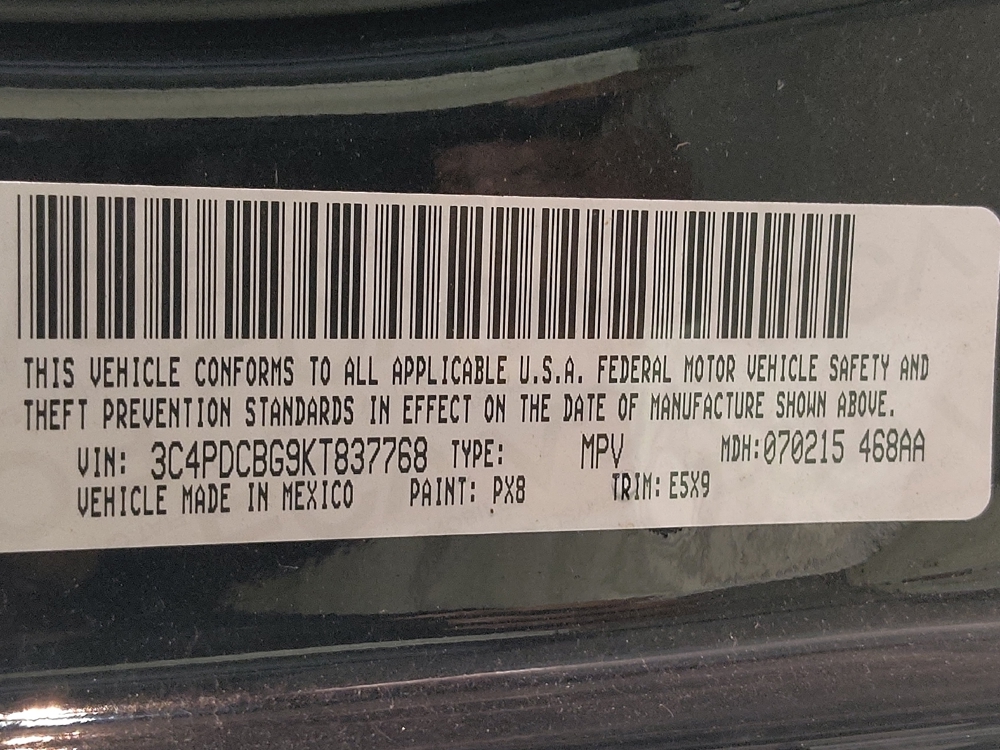 THIS VEHICLE CONFORMS TO ALL APPLICABLE U.S.A. FEDERAL MOTOR VEHICLE SAFETY AND
THEFT PREVENTION STANDARDS IN EFFECT ON THE DATE OF MANUFACTURE SHOWN ABOVE.
VIN: 3C4PDCBG9KT837768 TYPE: MPV MDH:070215 468AA
VEHICLE MADE IN MEXICO PAINT: PX8 TRIM: E5X9